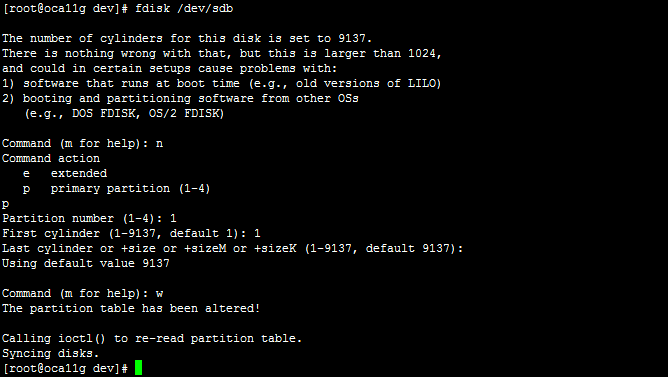 [root@oca11g dev]# fdisk /dev/sdb
The number of cylinders for this disk is set to 9137.
There is nothing wrong with that, but this is larger than 1024,
and could in certain setups cause problems with:
1) software that runs at boot time (e.g., old versions of LILO)
2) booting and partitioning software from other OSs
   (e.g., DOS FDISK, OS/2 FDISK)
Command (m for help): n
Command action
   e   extended
   p   primary partition (1-4)
p
Partition number (1-4): 1
First cylinder (1-9137, default 1): 1
Last cylinder or +size or +sizeM or +sizeK (1-9137, default 9137):
Using default value 9137
Command (m for help): w
The partition table has been altered!
Calling ioctl() to re-read partition table.
Syncing disks.
[root@oca11g dev]#